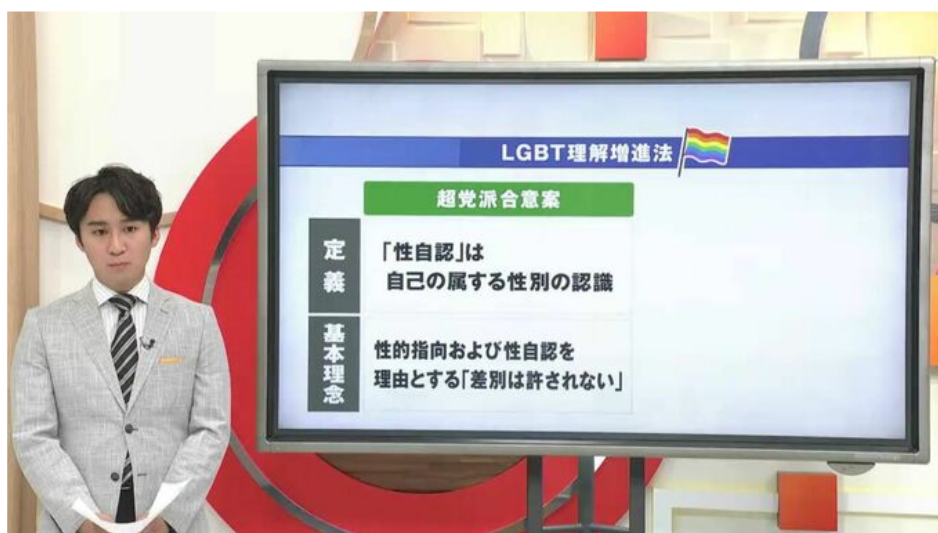 LGBT理解増進法
超党派合意案
定義
「性自認」は
自己の属する性別の認識
基本理念
性的指向および性自認を
理由とする「差別は許されない」